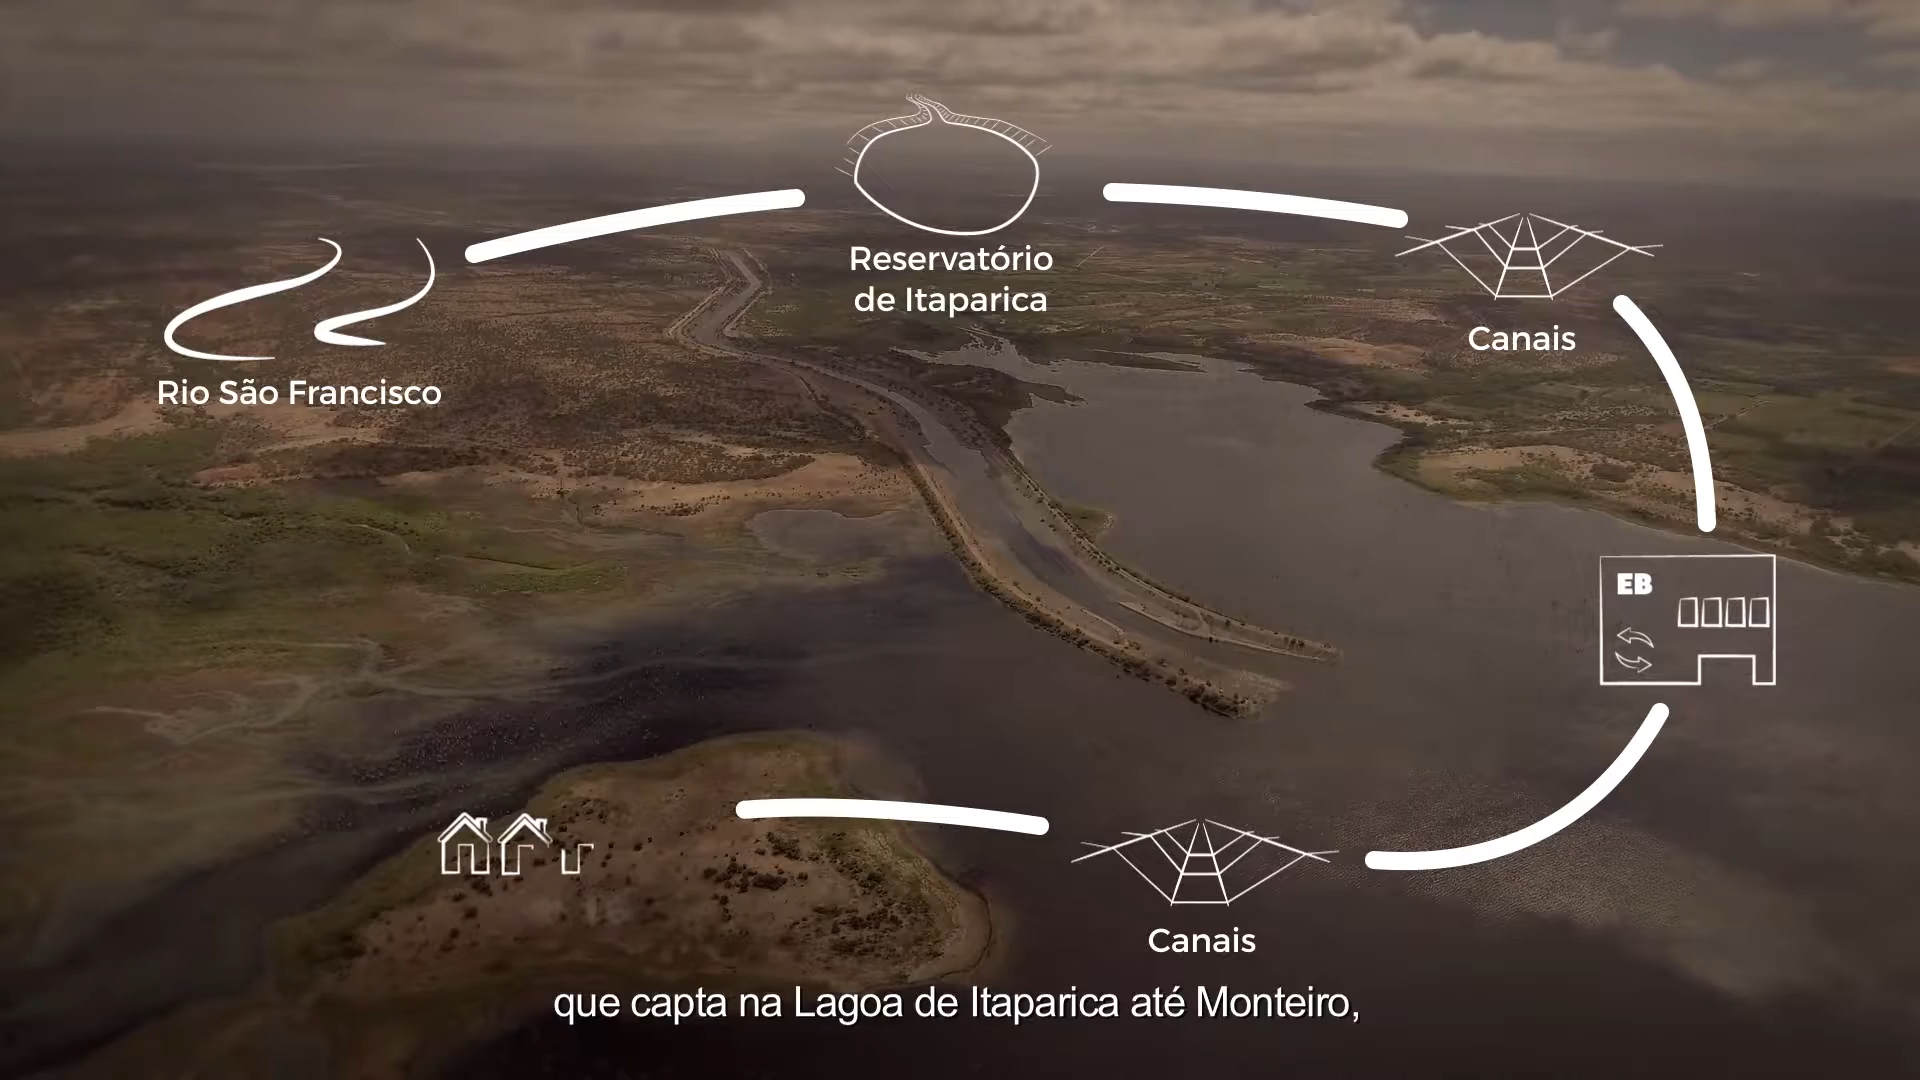 Reservatório
de Itaparica
Canais
Rio São Francisco
EB
Canais
que capta na Lagoa de Itaparica até Monteiro,